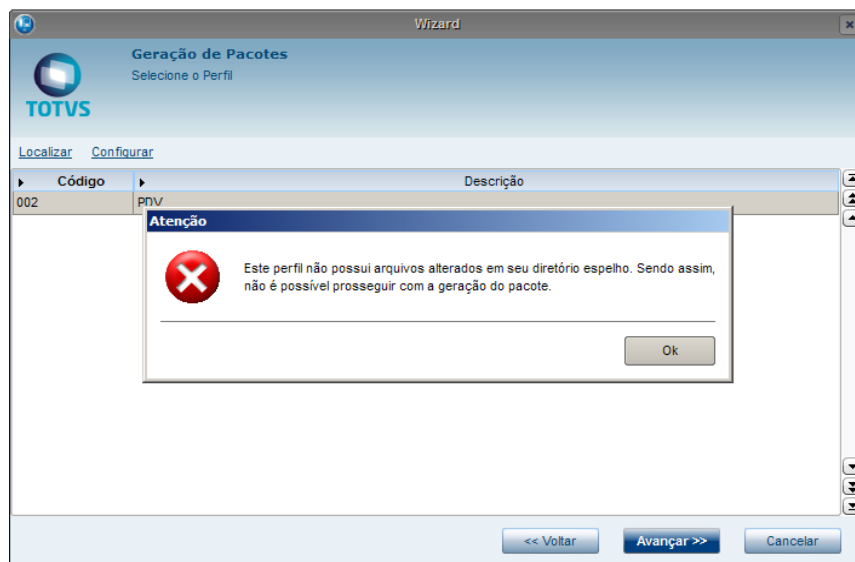 Wizard
Geração de Pacotes
Selecione o Perfil
TOTVS
Localizar Configurar
Código Descrição
002 PDV
Atenção
Este perfil não possui arquivos alterados em seu diretório espelho. Sendo assim,
não é possível prosseguir com a geração do pacote.
Ok
<< Voltar Avançar >> Cancelar